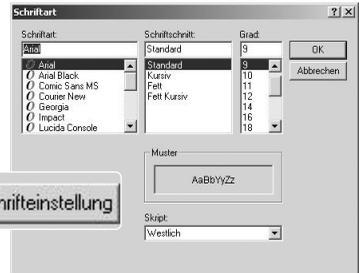 Schriftart
Schriftart: Schriftschnitt: Grad:
Arial Standard 9 OK
Arial Standard 9 Abbrechen
Arial Black Kursiv 10
Comic Sans MS Fett 11
Courier New Fett Kursiv 12
Georgia 14
Impact 16
Lucida Console 18
Muster
AaBbYyZz
hrifteinstellung
Skript:
Westlich